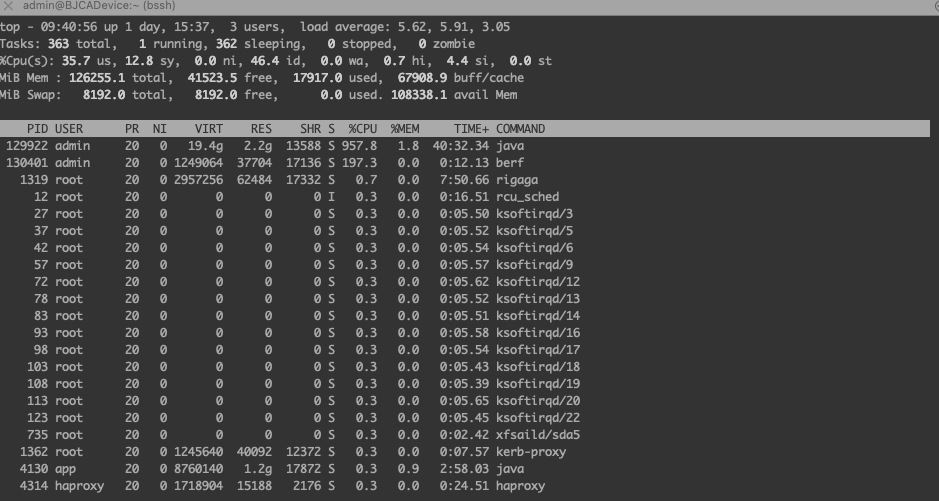 admin@BJCADevice:~ (bssh)
top - 09:40:56 up 1 day, 15:37,  3 users,  load average: 5.62, 5.91, 3.05
Tasks: 363 total,   1 running, 362 sleeping,   0 stopped,   0 zombie
%Cpu(s): 35.7 us, 12.8 sy,  0.0 ni, 46.4 id,  0.0 wa,  0.7 hi,  4.4 si,  0.0 st
MiB Mem : 126255.1 total,  41523.5 free,  17917.0 used,  67908.9 buff/cache
MiB Swap:   8192.0 total,   8192.0 free,      0.0 used. 108338.1 avail Mem
PID USER      PR  NI    VIRT    RES    SHR S  %CPU  %MEM     TIME+ COMMAND
129922 admin     20   0   19.4g   2.2g  13588 S 957.8   1.8  40:32.34 java
130401 admin     20   0 1249064  37704  17136 S 197.3   0.0   0:12.13 berf
1319 root      20   0 2957256  62484  17332 S   0.7   0.0   7:50.66 rigaga
12 root      20   0       0      0      0 I   0.3   0.0   0:16.51 rcu_sched
27 root      20   0       0      0      0 S   0.3   0.0   0:05.50 ksoftirqd/3
37 root      20   0       0      0      0 S   0.3   0.0   0:05.52 ksoftirqd/5
42 root      20   0       0      0      0 S   0.3   0.0   0:05.54 ksoftirqd/6
57 root      20   0       0      0      0 S   0.3   0.0   0:05.57 ksoftirqd/9
72 root      20   0       0      0      0 S   0.3   0.0   0:05.62 ksoftirqd/12
78 root      20   0       0      0      0 S   0.3   0.0   0:05.52 ksoftirqd/13
83 root      20   0       0      0      0 S   0.3   0.0   0:05.51 ksoftirqd/14
93 root      20   0       0      0      0 S   0.3   0.0   0:05.58 ksoftirqd/16
98 root      20   0       0      0      0 S   0.3   0.0   0:05.54 ksoftirqd/17
103 root      20   0       0      0      0 S   0.3   0.0   0:05.43 ksoftirqd/18
108 root      20   0       0      0      0 S   0.3   0.0   0:05.39 ksoftirqd/19
113 root      20   0       0      0      0 S   0.3   0.0   0:05.65 ksoftirqd/20
123 root      20   0       0      0      0 S   0.3   0.0   0:05.45 ksoftirqd/22
735 root      20   0       0      0      0 S   0.3   0.0   0:02.42 xfsaild/sda5
1362 root      20   0 1245640  40092  12372 S   0.3   0.0   0:07.57 kerb-proxy
4130 app       20   0 8760140   1.2g  17872 S   0.3   0.9   2:58.03 java
4314 haproxy   20   0 1718904  15188   2176 S   0.3   0.0   0:24.51 haproxy